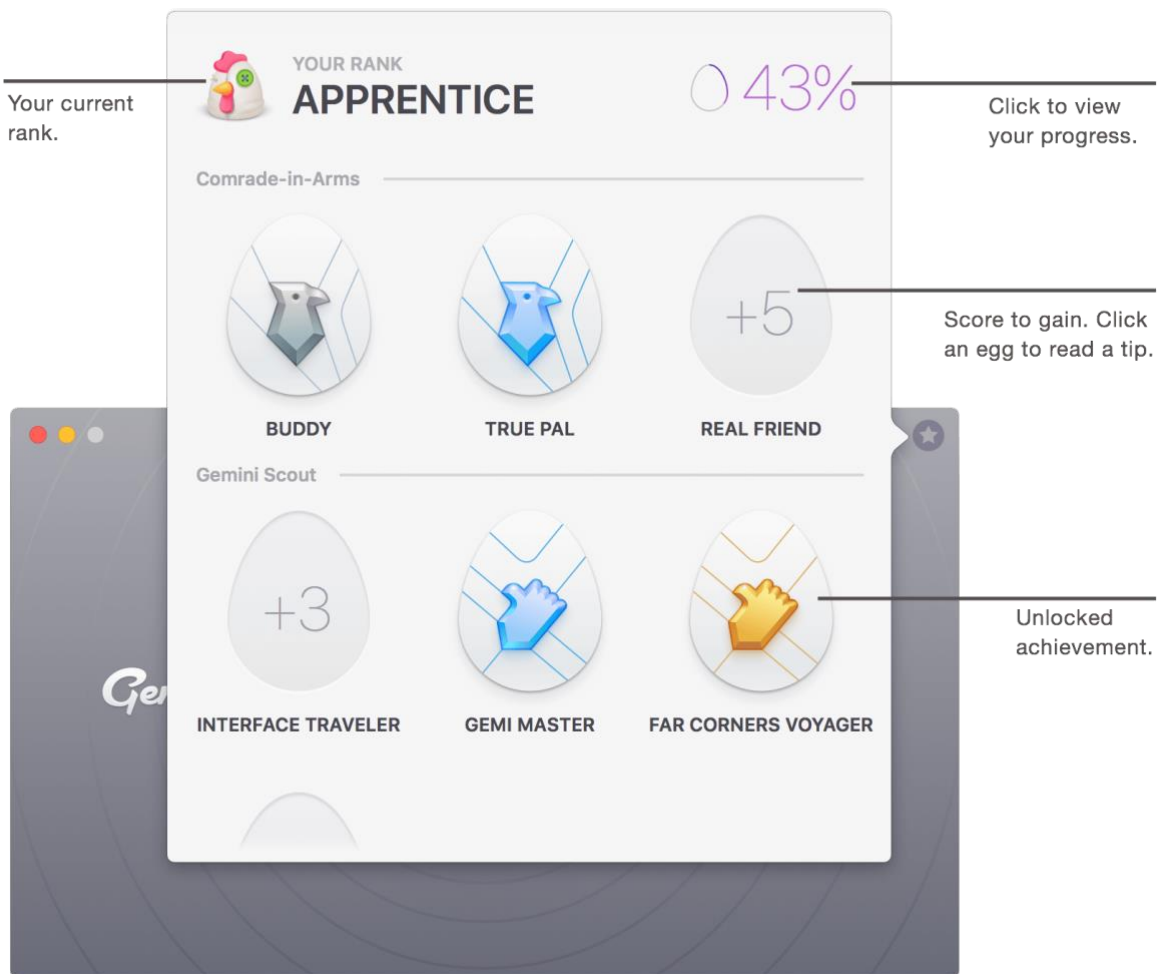 YOUR RANK
APPRENTICE
43%
Your current
rank.
Click to view
your progress.
Comrade-in-Arms
+5
Score to gain. Click
an egg to read a tip.
BUDDY
TRUE PAL
REAL FRIEND
Gemini Scout
+3
Unlocked
achievement.
Ge
INTERFACE TRAVELER
GEMI MASTER
FAR CORNERS VOYAGER